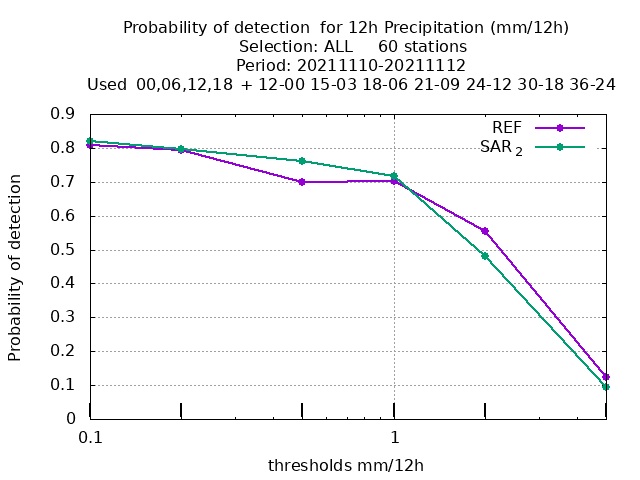 Probability of detection  for 12h Precipitation (mm/12h)
Selection: ALL     60 stations
Period: 20211110-20211112
Used  00,06,12,18  + 12-00 15-03 18-06 21-09 24-12 30-18 36-24
REF
SAR 2
0.9
0.8
0.7
0.6
0.5
0.4
0.3
0.2
0.1
0
Probability of detection
0.1
1
thresholds mm/12h